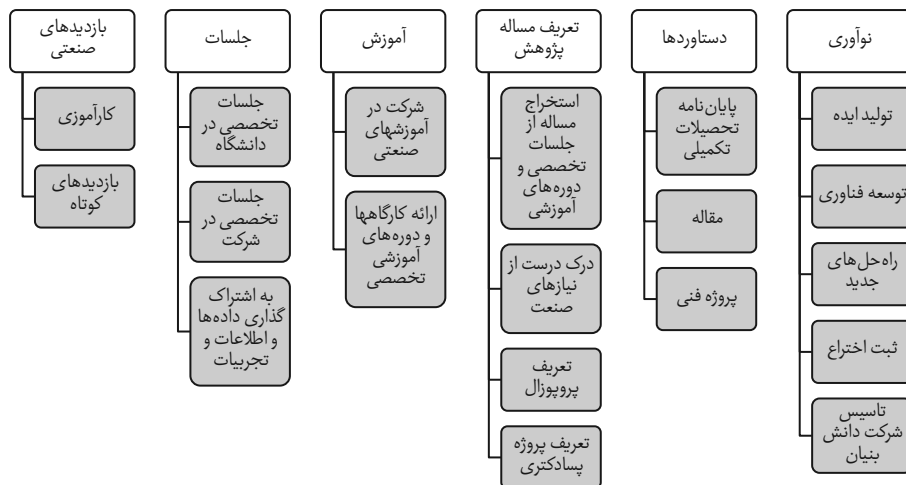 نوآوری
تولید ایده
توسعه فناوری
راه‌حل‌های
جدید
ثبت اختراع
تاسیس
شرکت دانش
بنیان
دستاوردها
پایان‌نامه
تحصیلات
تکمیلی
مقاله
پروژه فنی
تعریف مساله
پژوهش
استخراج
مساله از
جلسات
تخصصی و
دوره‌های
آموزشی
درک درست از
نیازهای
صنعت
تعریف
پروپوزال
تعریف پروژه
پسادکتری
آموزش
شرکت در
آموزشهای
صنعتی
ارائه کارگاهها
و دوره‌های
آموزشی
تخصصی
جلسات
جلسات
تخصصی در
دانشگاه
جلسات
تخصصی در
شرکت
به اشتراک
گذاری داده‌ها
و اطلاعات و
تجربیات
بازدیدهای
صنعتی
کارآموزی
بازدیدهای
کوتاه